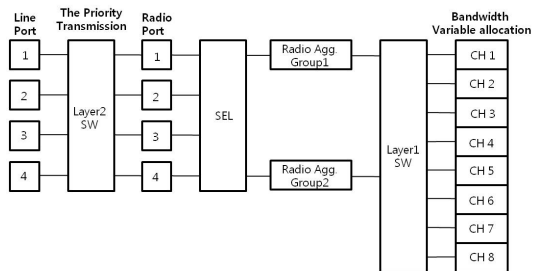 Line
Port
The Priority
Transmission
Radio
Port
Bandwidth
Variable allocation
1
2
3
4
Layer2
SW
1
2
3
4
SEL
Radio Agg.
Group1
Radio Agg.
Group2
Layer1
SW
CH 1
CH 2
CH 3
CH 4
CH 5
CH 6
CH 7
CH 8